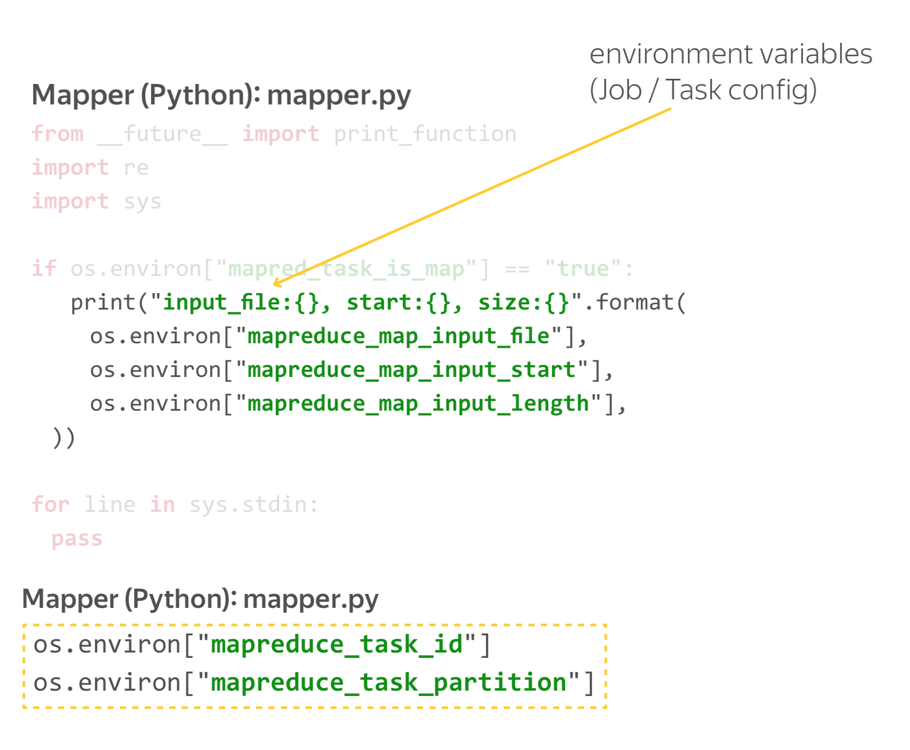 environment variables
(Job / Task config)
Mapper (Python): mapper.py
from __future__ import print_function
import re
import sys
if os.environ["mapred_task_is_map"] == "true":
print("input_file:{}, start:{}, size:{}".format(
os.environ["mapreduce_map_input_file"],
os.environ["mapreduce_map_input_start"],
os.environ["mapreduce_map_input_length"],
))
for line in sys.stdin:
pass
Mapper (Python): mapper.py
os.environ["mapreduce_task_id"]
os.environ["mapreduce_task_partition"]